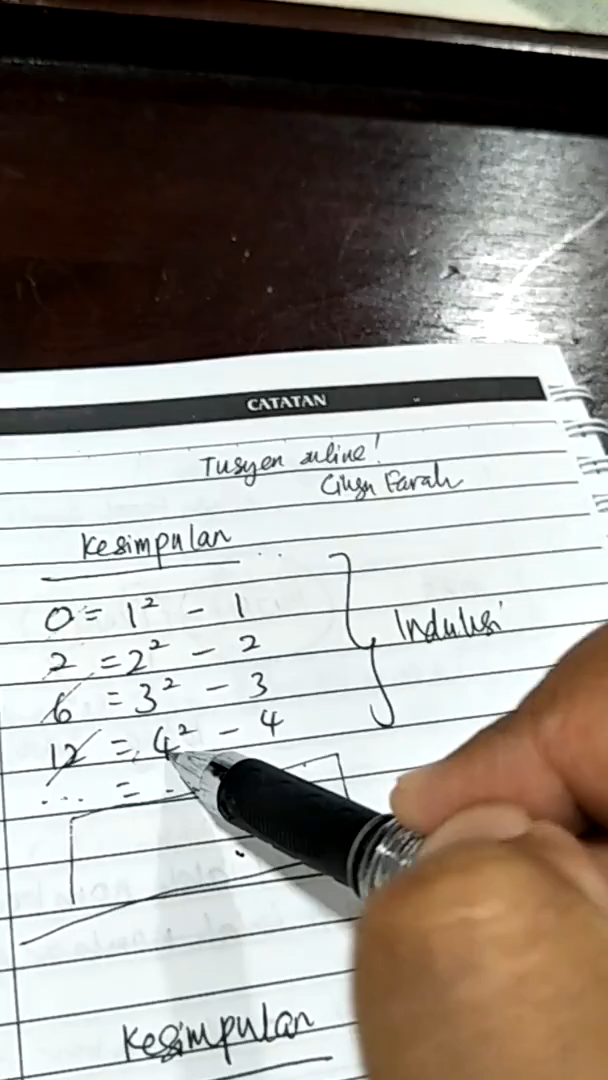 CATATAN
Tusyen online!
Cikgu Farah
Kesimpulan
0 = 1² - 1
2 = 2² - 2
6 = 3² - 3
12 = 4² - 4
... =
Induksi
Kesimpulan